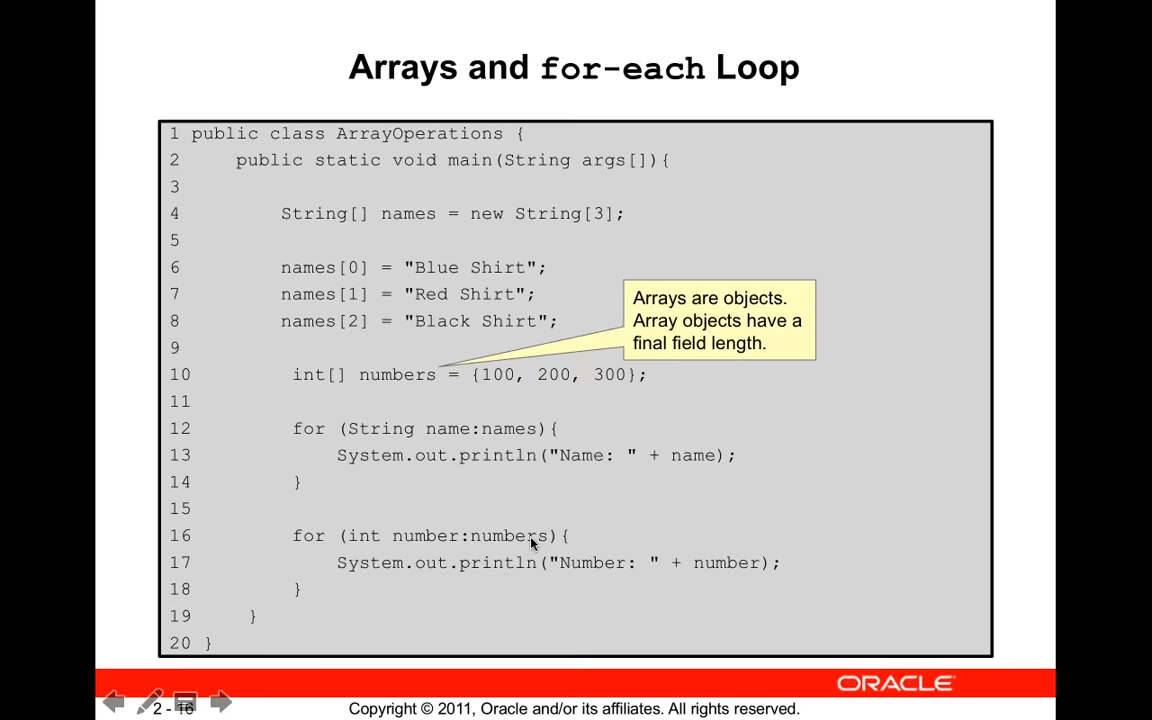 Arrays and for-each Loop
1 public class ArrayOperations {
2     public static void main(String args[]){
3
4         String[] names = new String[3];
5
6         names[0] = "Blue Shirt";
7         names[1] = "Red Shirt";
8         names[2] = "Black Shirt";
9
Arrays are objects.
Array objects have a
final field length.
10         int[] numbers = {100, 200, 300};
11
12         for (String name:names){
13             System.out.println("Name: " + name);
14         }
15
16         for (int number:numbers){
17             System.out.println("Number: " + number);
18         }
19     }
20 }
ORACLE
2 - 16
Copyright © 2011, Oracle and/or its affiliates. All rights reserved.